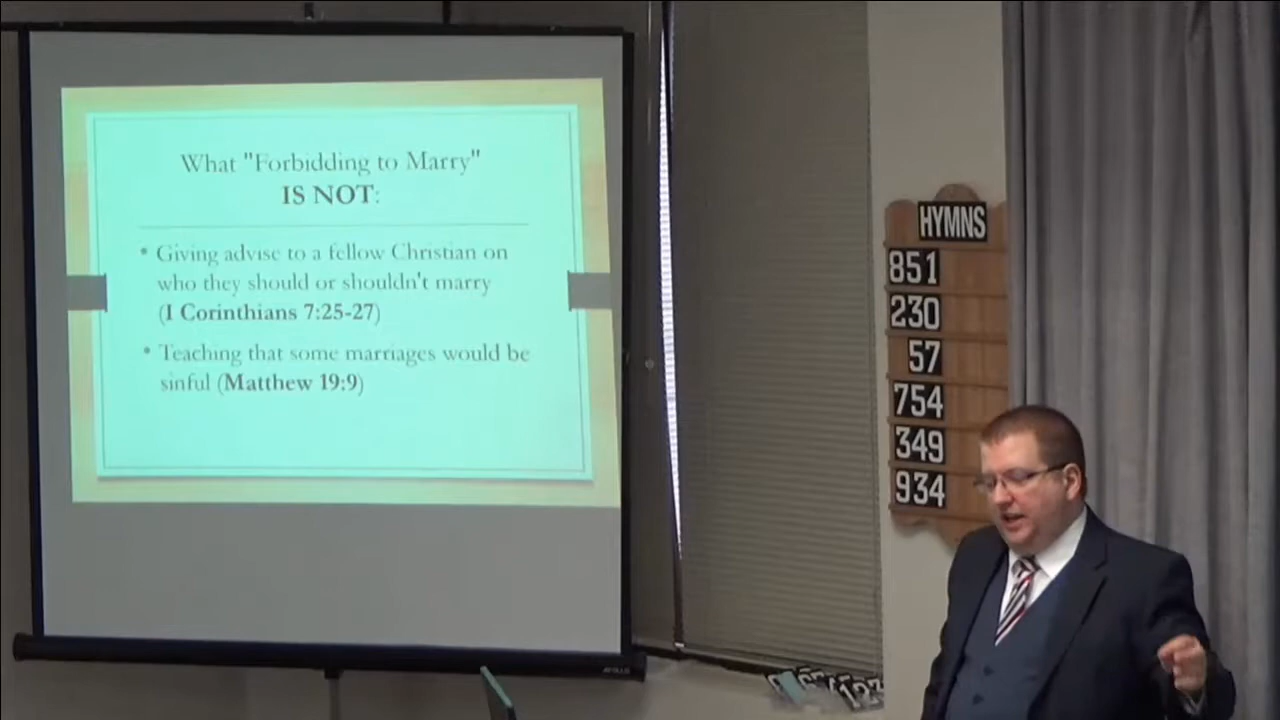 What "Forbidding to Marry"
IS NOT:
* Giving advise to a fellow Christian on
who they should or shouldn't marry
(I Corinthians 7:25-27)
* Teaching that some marriages would be
sinful (Matthew 19:9)
HYMNS
851
230
57
754
349
934
APOLLO